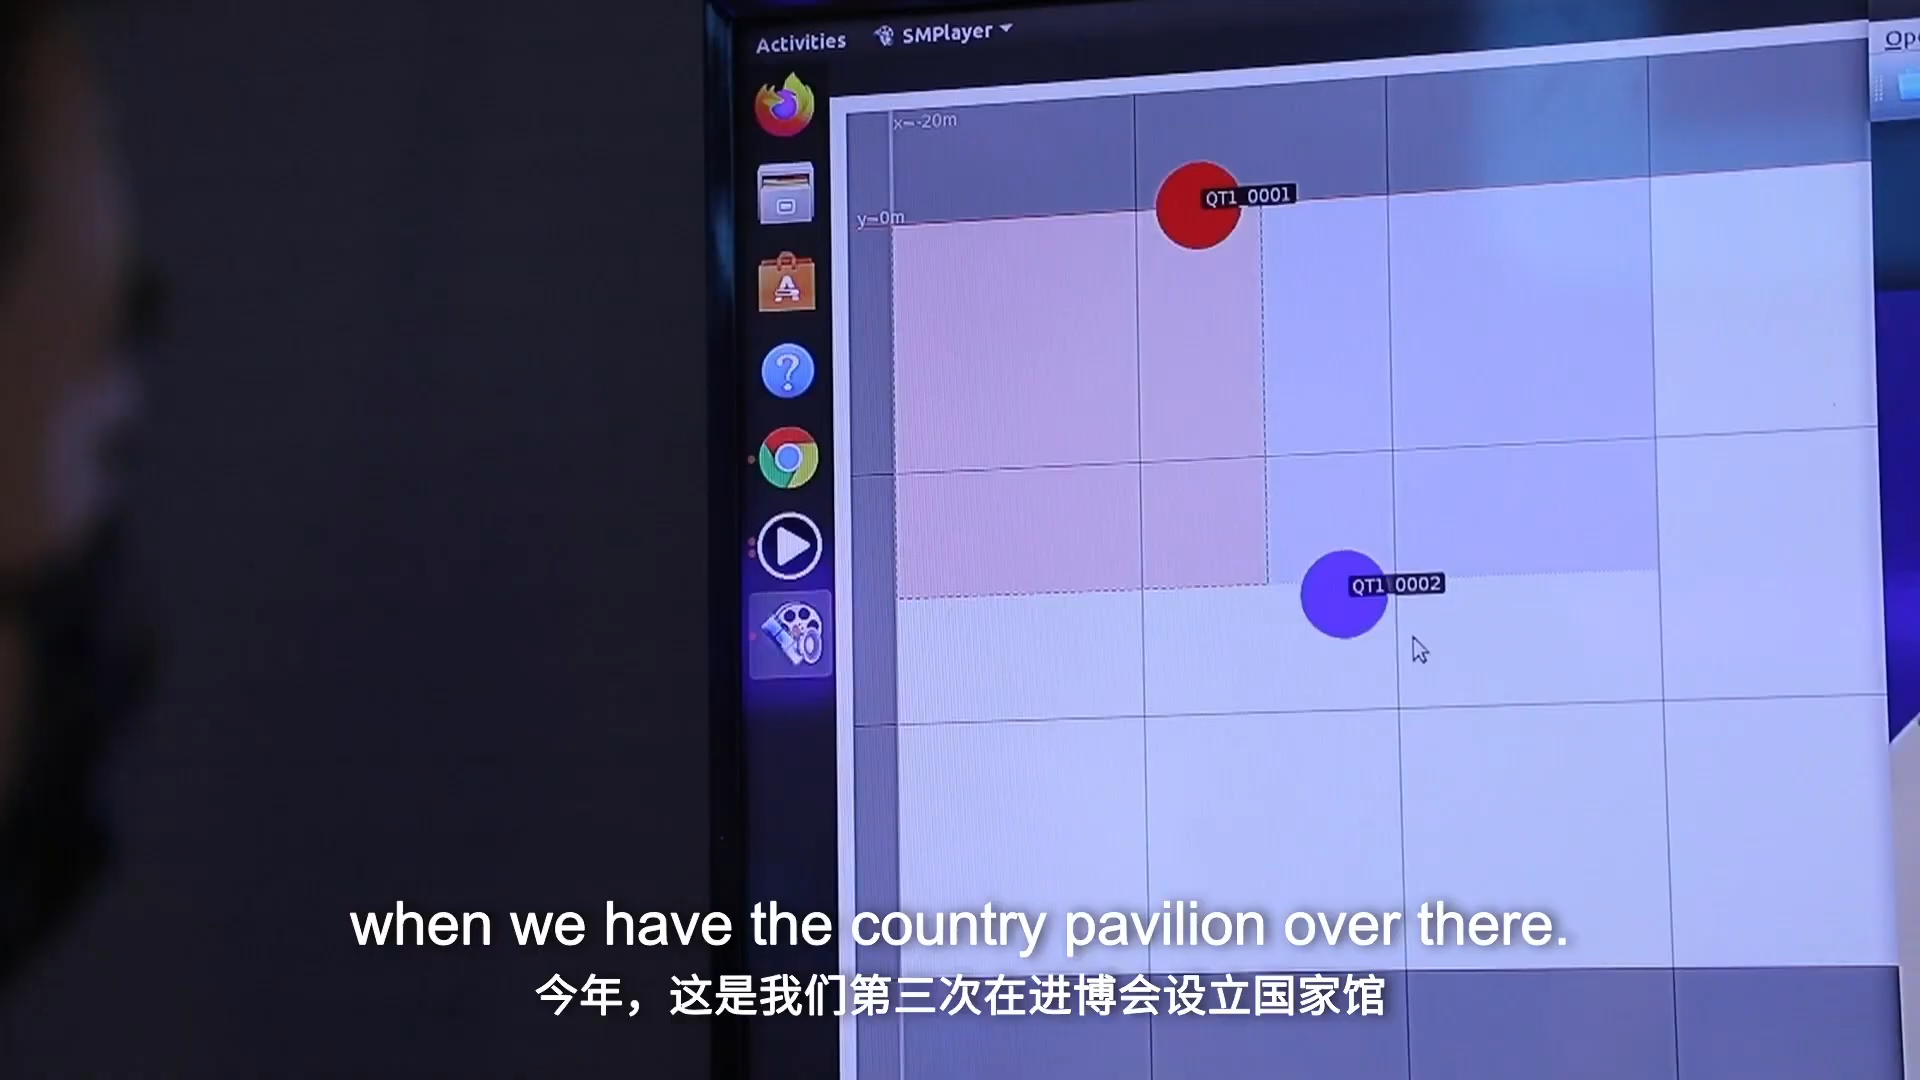 Activities
SMPlayer
x=-20m
QT1_0001
y=0m
QT1_0002
when we have the country pavilion over there.
今年，这是我们第三次在进博会设立国家馆